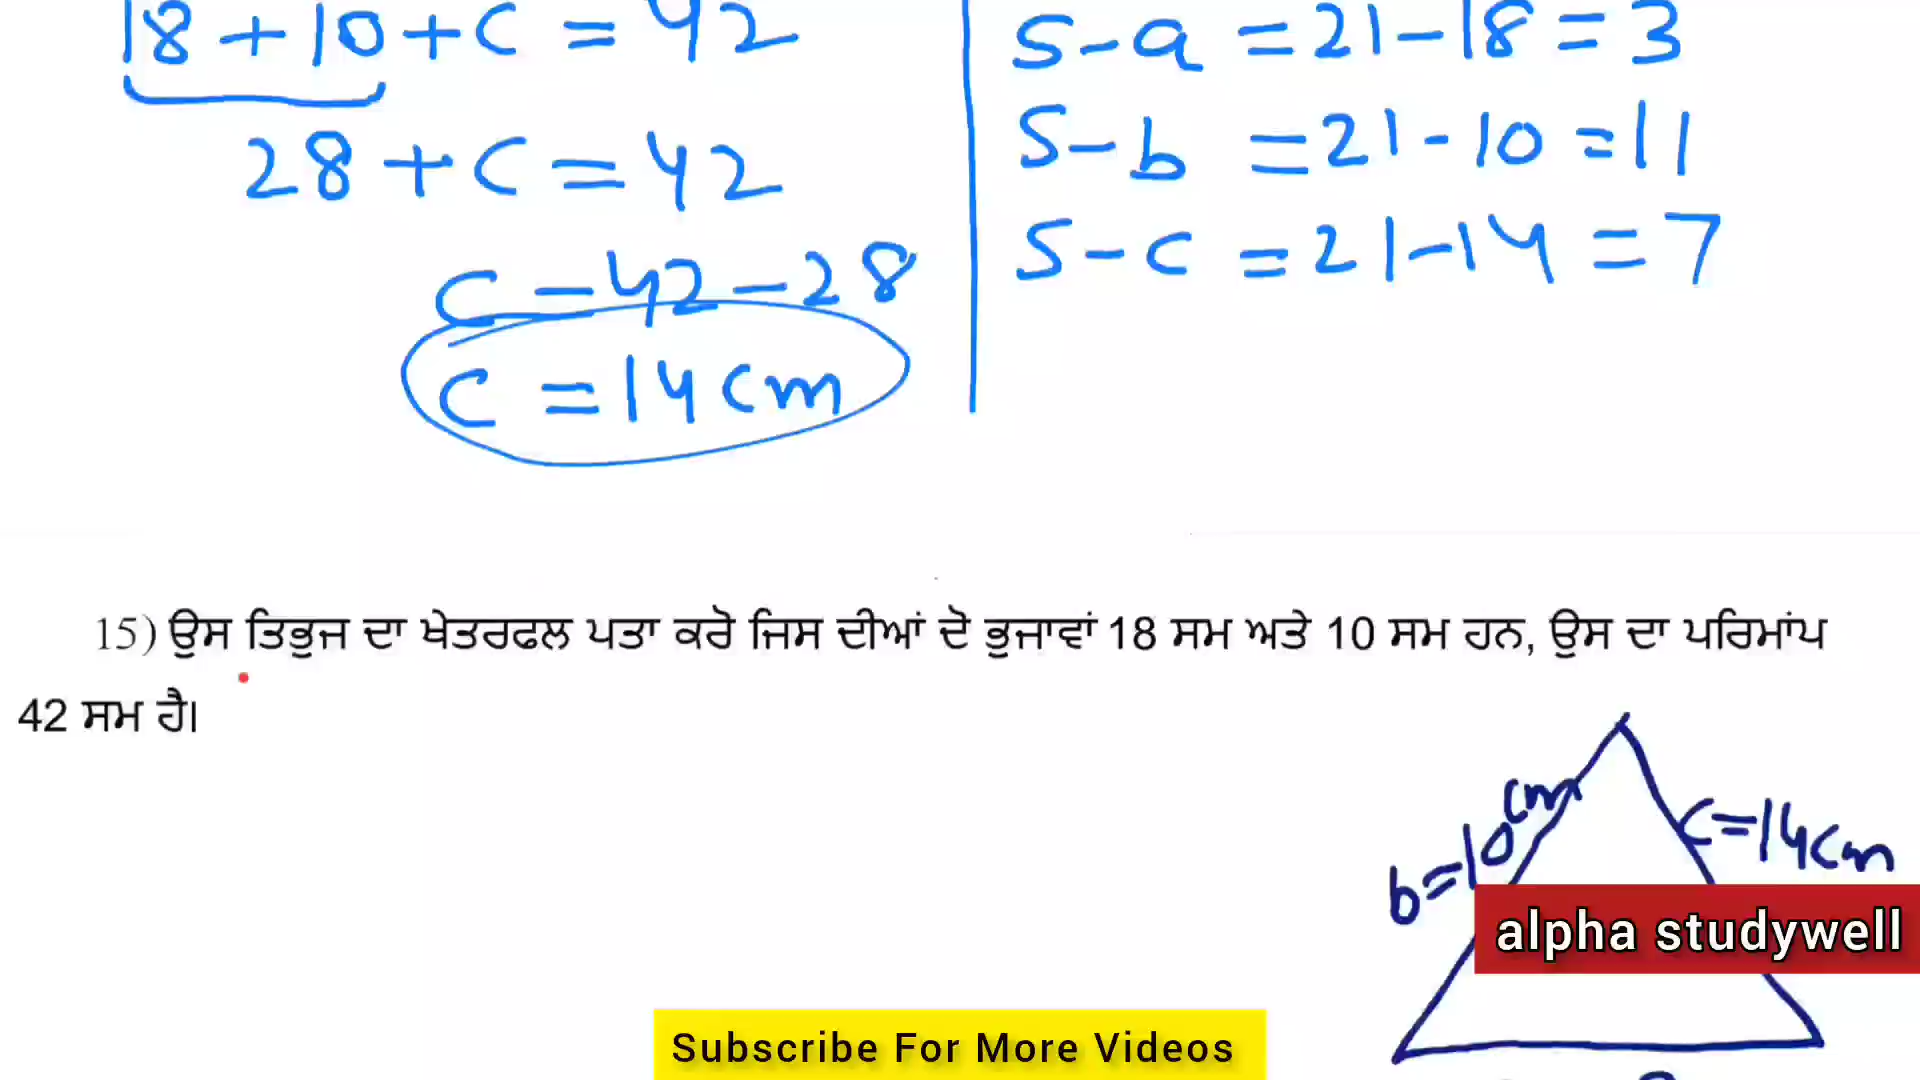 18 + 10 + C = 42
28 + C = 42
C = 42 - 28
C = 14 cm
S - a = 21 - 18 = 3
S - b = 21 - 10 = 11
S - C = 21 - 14 = 7
15) ਉਸ ਤਿਭੁਜ ਦਾ ਖੇਤਰਫਲ ਪਤਾ ਕਰੋ ਜਿਸ ਦੀਆਂ ਦੋ ਭੁਜਾਵਾਂ 18 ਸਮ ਅਤੇ 10 ਸਮ ਹਨ, ਉਸ ਦਾ ਪਰਿਮਾਂਪ
42 ਸਮ ਹੈ।
b = 10 cm
C = 14 cm
alpha studywell
Subscribe For More Videos